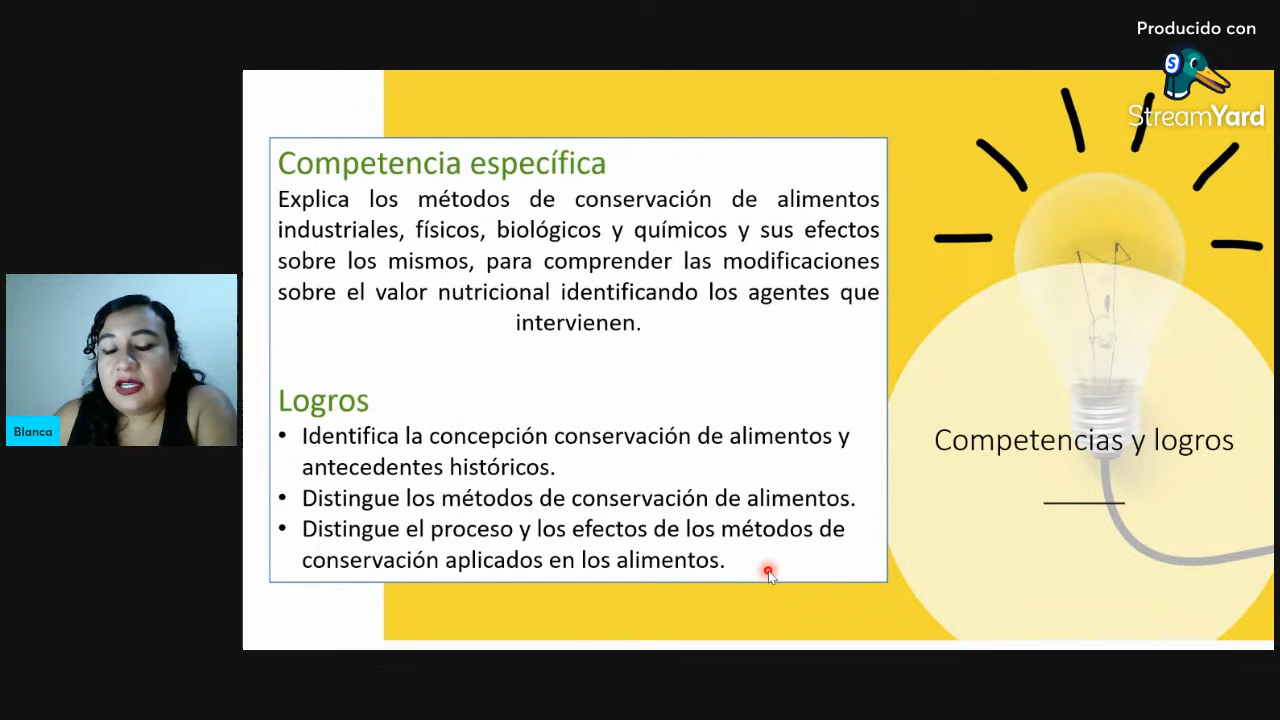 Producido con
StreamYard
Competencia específica
Explica los métodos de conservación de alimentos
industriales, físicos, biológicos y químicos y sus efectos
sobre los mismos, para comprender las modificaciones
sobre el valor nutricional identificando los agentes que
intervienen.
Logros
• Identifica la concepción conservación de alimentos y
antecedentes históricos.
• Distingue los métodos de conservación de alimentos.
• Distingue el proceso y los efectos de los métodos de
conservación aplicados en los alimentos.
Competencias y logros
Blanca